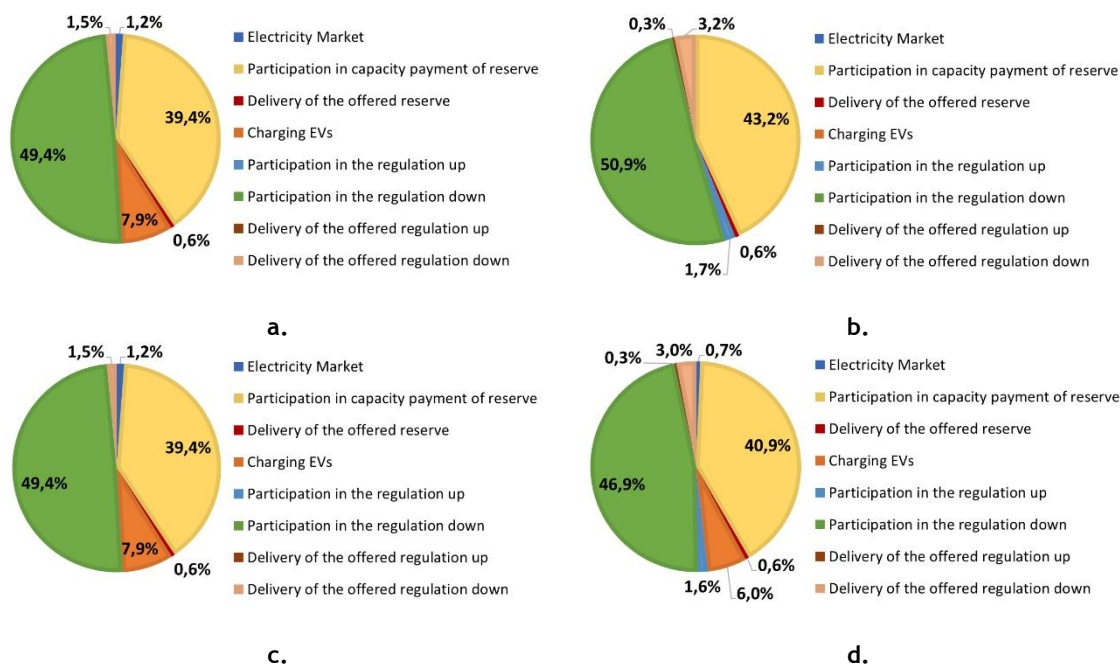 1,5%
1,2%
39,4%
49,4%
7,9%
0,6%
Electricity Market
Participation in capacity payment of reserve
Delivery of the offered reserve
Charging EVs
Participation in the regulation up
Participation in the regulation down
Delivery of the offered regulation up
Delivery of the offered regulation down
a.
0,3%
3,2%
43,2%
50,9%
1,7%
0,6%
Electricity Market
Participation in capacity payment of reserve
Delivery of the offered reserve
Charging EVs
Participation in the regulation up
Participation in the regulation down
Delivery of the offered regulation up
Delivery of the offered regulation down
b.
1,5%
1,2%
39,4%
49,4%
7,9%
0,6%
Electricity Market
Participation in capacity payment of reserve
Delivery of the offered reserve
Charging EVs
Participation in the regulation up
Participation in the regulation down
Delivery of the offered regulation up
Delivery of the offered regulation down
c.
0,3%
3,0%
0,7%
40,9%
46,9%
0,6%
1,6%
6,0%
Electricity Market
Participation in capacity payment of reserve
Delivery of the offered reserve
Charging EVs
Participation in the regulation up
Participation in the regulation down
Delivery of the offered regulation up
Delivery of the offered regulation down
d.